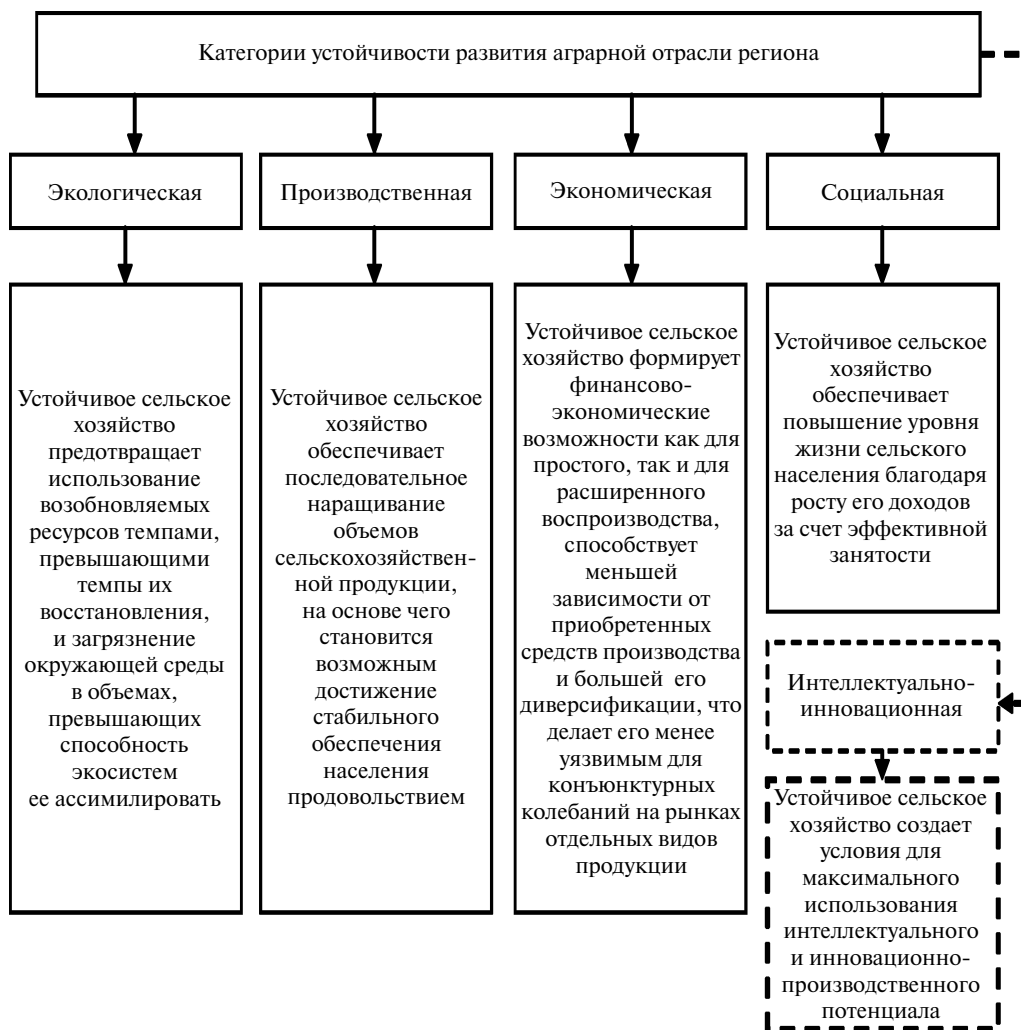 Категории устойчивости развития аграрной отрасли региона
Экологическая
Производственная
Экономическая
Социальная
Устойчивое сельское
хозяйство
предотвращает
использование
возобновляемых
ресурсов темпами,
превышающими
темпы их
восстановления,
и загрязнение
окружающей среды
в объемах,
превышающих
способность
экосистем
ее ассимилировать
Устойчивое сельское
хозяйство
обеспечивает
последовательное
наращивание
объемов
сельскохозяйствен-
ной продукции,
на основе чего
становится
возможным
достижение
стабильного
обеспечения
населения
продовольствием
Устойчивое сельское
хозяйство формирует
финансово-
экономические
возможности как для
простого, так и для
расширенного
воспроизводства,
способствует
меньшей
зависимости от
приобретенных
средств производства
и большей его
диверсификации, что
делает его менее
уязвимым для
конъюнктурных
колебаний на рынках
отдельных видов
продукции
Устойчивое сельское
хозяйство
обеспечивает
повышение уровня
жизни сельского
населения благодаря
росту его доходов
за счет эффективной
занятости
Интеллектуально-
инновационная
Устойчивое сельское
хозяйство создает
условия для
максимального
использования
интеллектуального
и инновационно-
производственного
потенциала